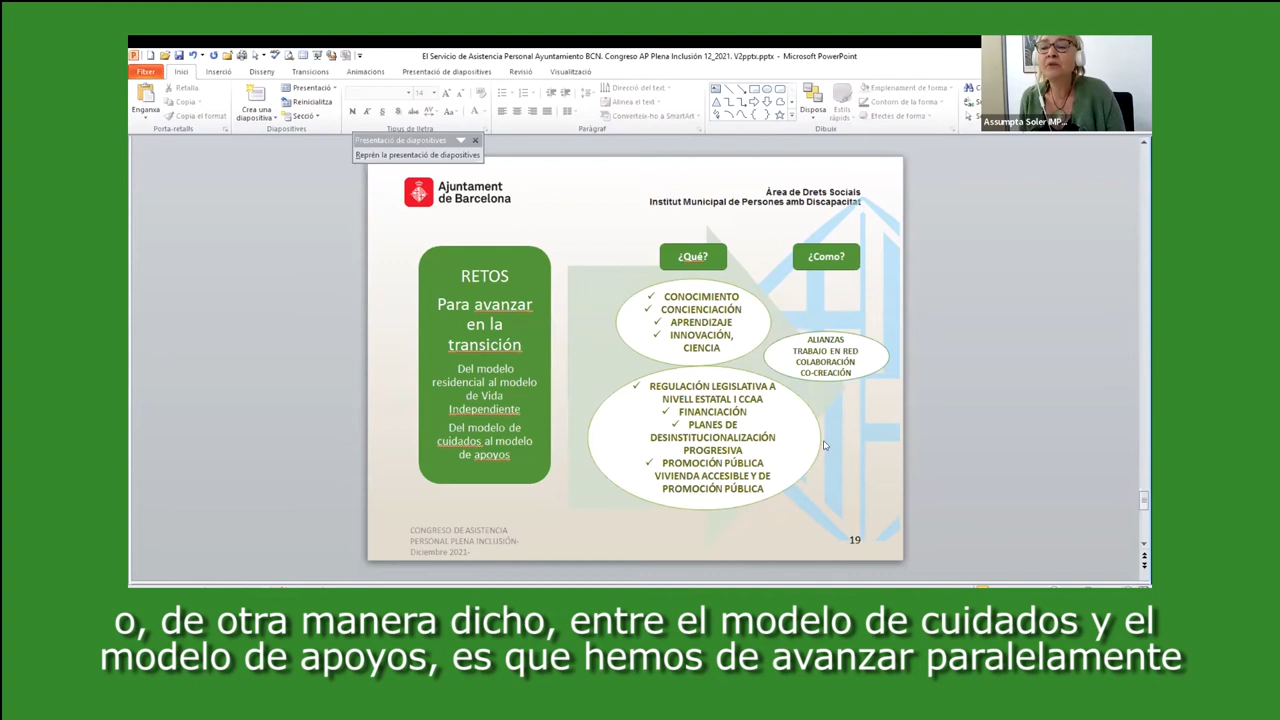 El Servicio de Asistencia Personal Ayuntamiento BCN. Congreso AP Plena Inclusión 12_2021. V2pptx.pptx - Microsoft PowerPoint
Fitxer Inici Inserció Disseny Transicions Animacions Presentació de diapositives Revisió Visualització
Enganxa
Retalla
Copia
Copia el format
Porta-retalls
Crea una
diapositiva
Presentació
Reinicialitza
Secció
Diapositives
14
Tipus de lletra
Direcció del text
Alinea el text
Converteix-ho a SmartArt
Paràgraf
Disposa
Estils
ràpids
Emplenament de forma
Contorn de la forma
Efectes de forma
Dibuix
Assumpta Soler IMP...
Presentació de diapositives
Reprèn la presentació de diapositives
Ajuntament
de Barcelona
Àrea de Drets Socials
Institut Municipal de Persones amb Discapacitat
RETOS
Para avanzar
en la
transición
Del modelo
residencial al modelo
de Vida
Independiente
Del modelo de
cuidados al modelo
de apoyos
¿Qué?
¿Como?
✓ CONOCIMIENTO
✓ CONCIENCIACIÓN
✓ APRENDIZAJE
✓ INNOVACIÓN,
CIENCIA
ALIANZAS
TRABAJO EN RED
COLABORACIÓN
CO-CREACIÓN
✓ REGULACIÓN LEGISLATIVA A
NIVELL ESTATAL I CCAA
✓ FINANCIACIÓN
✓ PLANES DE
DESINSTITUCIONALIZACIÓN
PROGRESIVA
✓ PROMOCIÓN PÚBLICA
VIVIENDA ACCESIBLE Y DE
PROMOCIÓN PÚBLICA
CONGRESO DE ASISTENCIA
PERSONAL PLENA INCLUSIÓN-
Diciembre 2021-
19
o, de otra manera dicho, entre el modelo de cuidados y el
modelo de apoyos, es que hemos de avanzar paralelamente